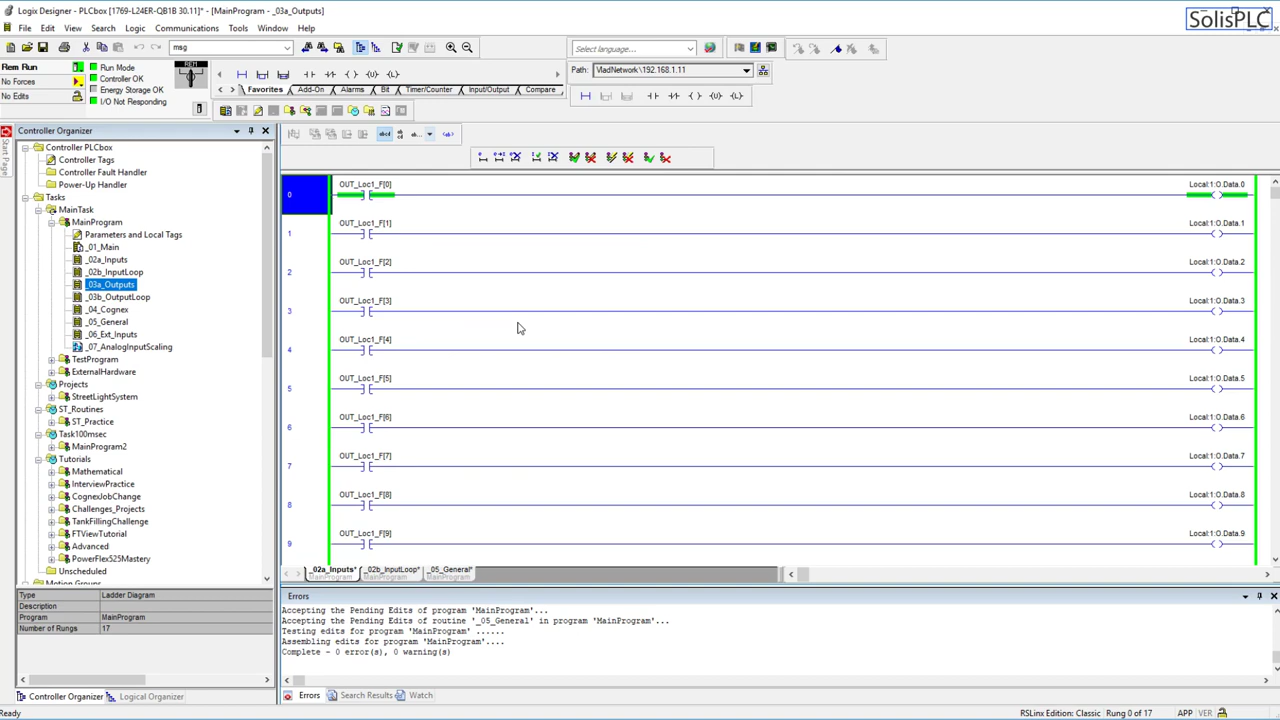 Logix Designer - PLCbox [1769-L24ER-QB1B 30.11]* - [MainProgram - _03a_Outputs]
SolisPLC
File Edit View Search Logic Communications Tools Window Help
msg
Select language...
Rem Run
No Forces
No Edits
REM
Run Mode
Controller OK
Energy Storage OK
I/O Not Responding
Path: VladNetwork\192.168.1.11
Favorites Add-On Alarms Bit Timer/Counter Input/Output Compare
Start Page
Controller Organizer
Controller PLCbox
Controller Tags
Controller Fault Handler
Power-Up Handler
Tasks
MainTask
MainProgram
Parameters and Local Tags
_01_Main
_02a_Inputs
_02b_InputLoop
_03a_Outputs
_03b_OutputLoop
_04_Cognex
_05_General
_06_Ext_Inputs
_07_AnalogInputScaling
TestProgram
ExternalHardware
Projects
StreetLightSystem
ST_Routines
ST_Practice
Task100msec
MainProgram2
Tutorials
Mathematical
InterviewPractice
CognexJobChange
Challenges_Projects
TankFillingChallenge
FTViewTutorial
Advanced
PowerFlex525Mastery
Unscheduled
Motion Groups
Type Ladder Diagram
Description
Program MainProgram
Number of Rungs 17
Controller Organizer Logical Organizer
OUT_Loc1_F[0] Local:1:O.Data.0
0
OUT_Loc1_F[1] Local:1:O.Data.1
1
OUT_Loc1_F[2] Local:1:O.Data.2
2
OUT_Loc1_F[3] Local:1:O.Data.3
3
OUT_Loc1_F[4] Local:1:O.Data.4
4
OUT_Loc1_F[5] Local:1:O.Data.5
5
OUT_Loc1_F[6] Local:1:O.Data.6
6
OUT_Loc1_F[7] Local:1:O.Data.7
7
OUT_Loc1_F[8] Local:1:O.Data.8
8
OUT_Loc1_F[9] Local:1:O.Data.9
9
_02a_Inputs* _02b_InputLoop* _05_General*
MainProgram MainProgram MainProgram
Errors
Accepting the Pending Edits of program 'MainProgram'...
Accepting the Pending Edits of routine '_05_General' in program 'MainProgram'...
Testing edits for program 'MainProgram' ......
Assembling edits for program 'MainProgram'....
Complete - 0 error(s), 0 warning(s)
Errors Search Results Watch
Ready
RSLinx Edition: Classic Rung 0 of 17 APP VER